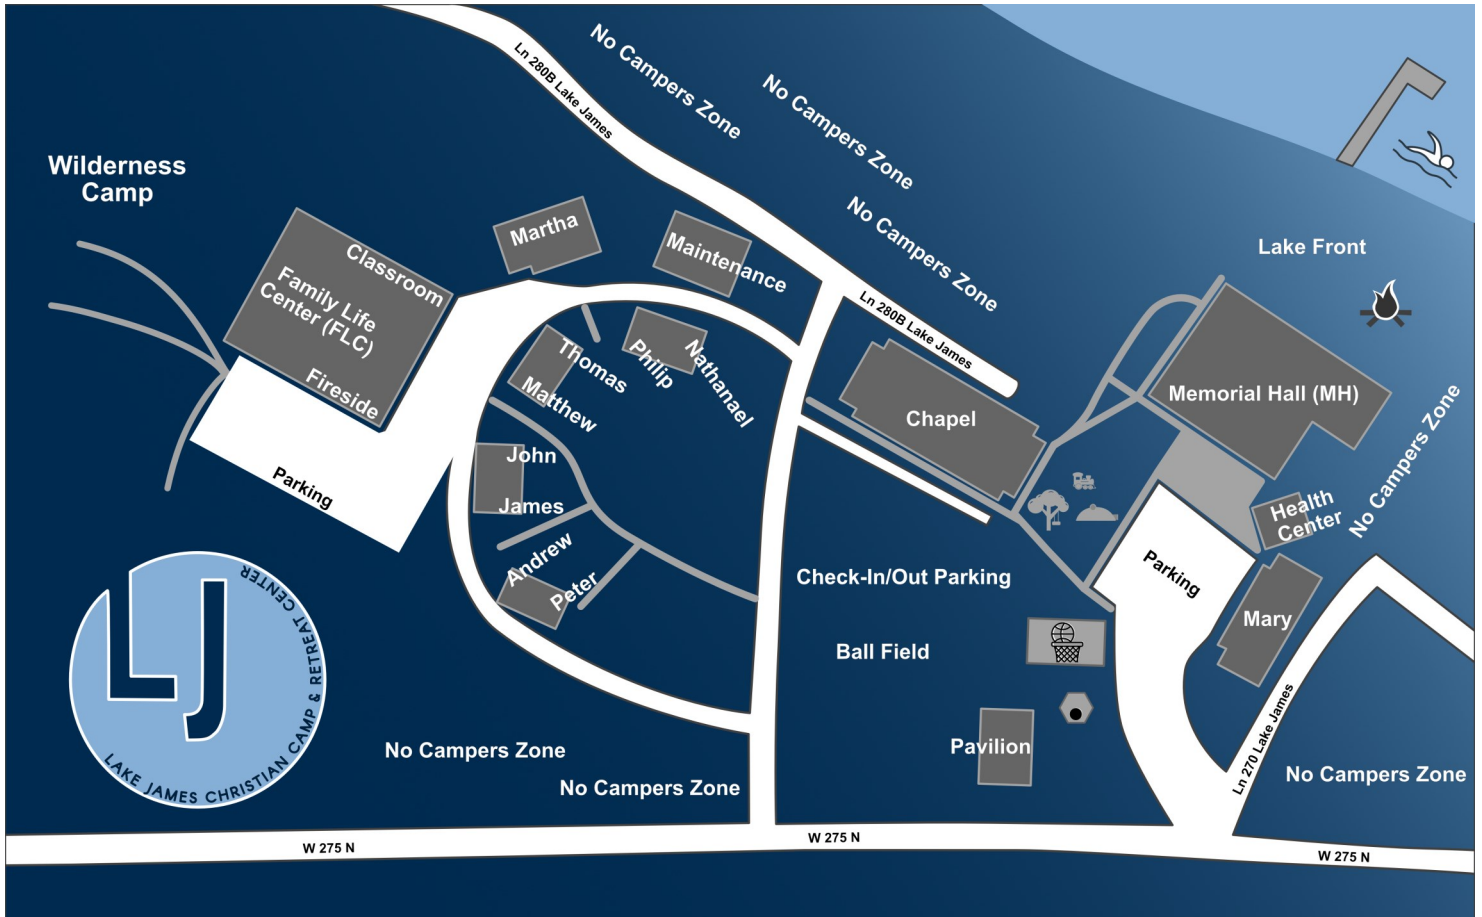 No Campers Zone
Ln 280B Lake James
No Campers Zone
Wilderness
Camp
No Campers Zone
Lake Front
Martha
Maintenance
Classroom
Family Life
Center (FLC)
Fireside
Ln 280B Lake James
Thomas
Matthew
Philip
Nathanael
Chapel
Memorial Hall (MH)
No Campers Zone
John
James
Parking
Health
Center
Andrew
Peter
Check-In/Out Parking
Parking
Mary
Ball Field
LJ
LAKE JAMES CHRISTIAN CAMP & RETREAT CENTER
Pavilion
Ln 270 Lake James
No Campers Zone
No Campers Zone
No Campers Zone
W 275 N
W 275 N
W 275 N